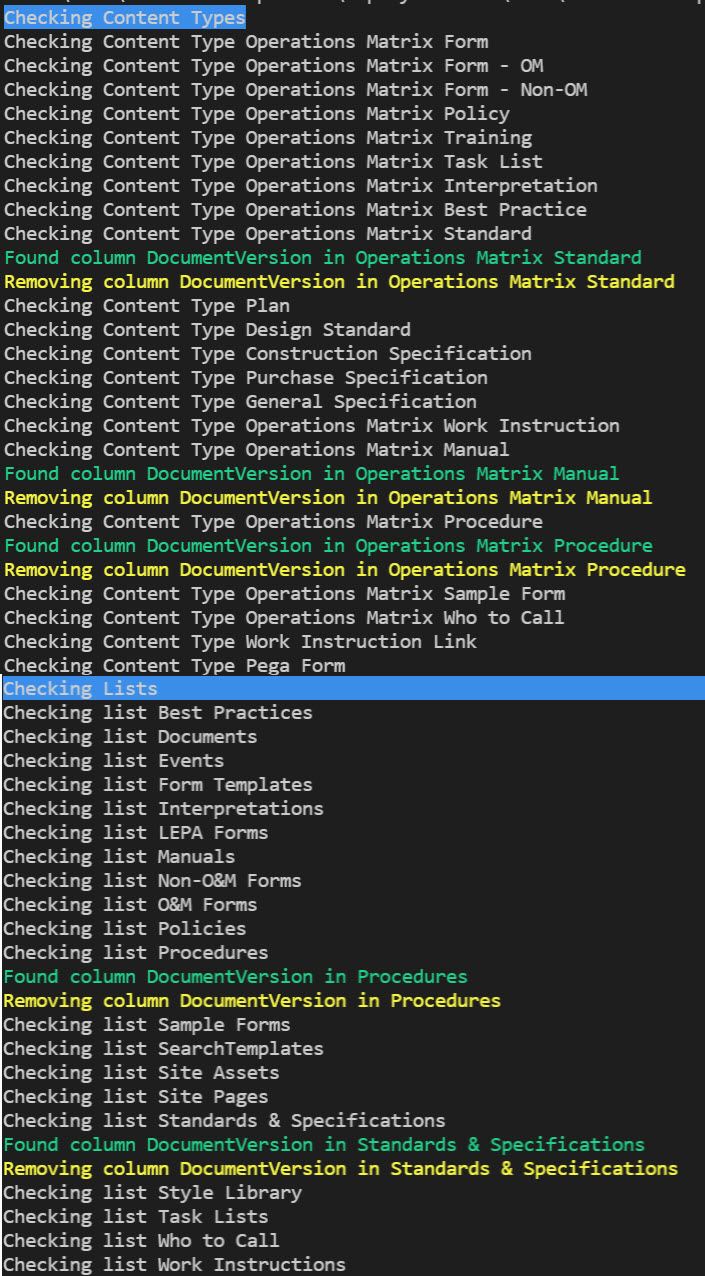 Checking Content Types
Checking Content Type Operations Matrix Form
Checking Content Type Operations Matrix Form - OM
Checking Content Type Operations Matrix Form - Non-OM
Checking Content Type Operations Matrix Policy
Checking Content Type Operations Matrix Training
Checking Content Type Operations Matrix Task List
Checking Content Type Operations Matrix Interpretation
Checking Content Type Operations Matrix Best Practice
Checking Content Type Operations Matrix Standard
Found column DocumentVersion in Operations Matrix Standard
Removing column DocumentVersion in Operations Matrix Standard
Checking Content Type Plan
Checking Content Type Design Standard
Checking Content Type Construction Specification
Checking Content Type Purchase Specification
Checking Content Type General Specification
Checking Content Type Operations Matrix Work Instruction
Checking Content Type Operations Matrix Manual
Found column DocumentVersion in Operations Matrix Manual
Removing column DocumentVersion in Operations Matrix Manual
Checking Content Type Operations Matrix Procedure
Found column DocumentVersion in Operations Matrix Procedure
Removing column DocumentVersion in Operations Matrix Procedure
Checking Content Type Operations Matrix Sample Form
Checking Content Type Operations Matrix Who to Call
Checking Content Type Work Instruction Link
Checking Content Type Pega Form
Checking Lists
Checking list Best Practices
Checking list Documents
Checking list Events
Checking list Form Templates
Checking list Interpretations
Checking list LEPA Forms
Checking list Manuals
Checking list Non-O&M Forms
Checking list O&M Forms
Checking list Policies
Checking list Procedures
Found column DocumentVersion in Procedures
Removing column DocumentVersion in Procedures
Checking list Sample Forms
Checking list SearchTemplates
Checking list Site Assets
Checking list Site Pages
Checking list Standards & Specifications
Found column DocumentVersion in Standards & Specifications
Removing column DocumentVersion in Standards & Specifications
Checking list Style Library
Checking list Task Lists
Checking list Who to Call
Checking list Work Instructions